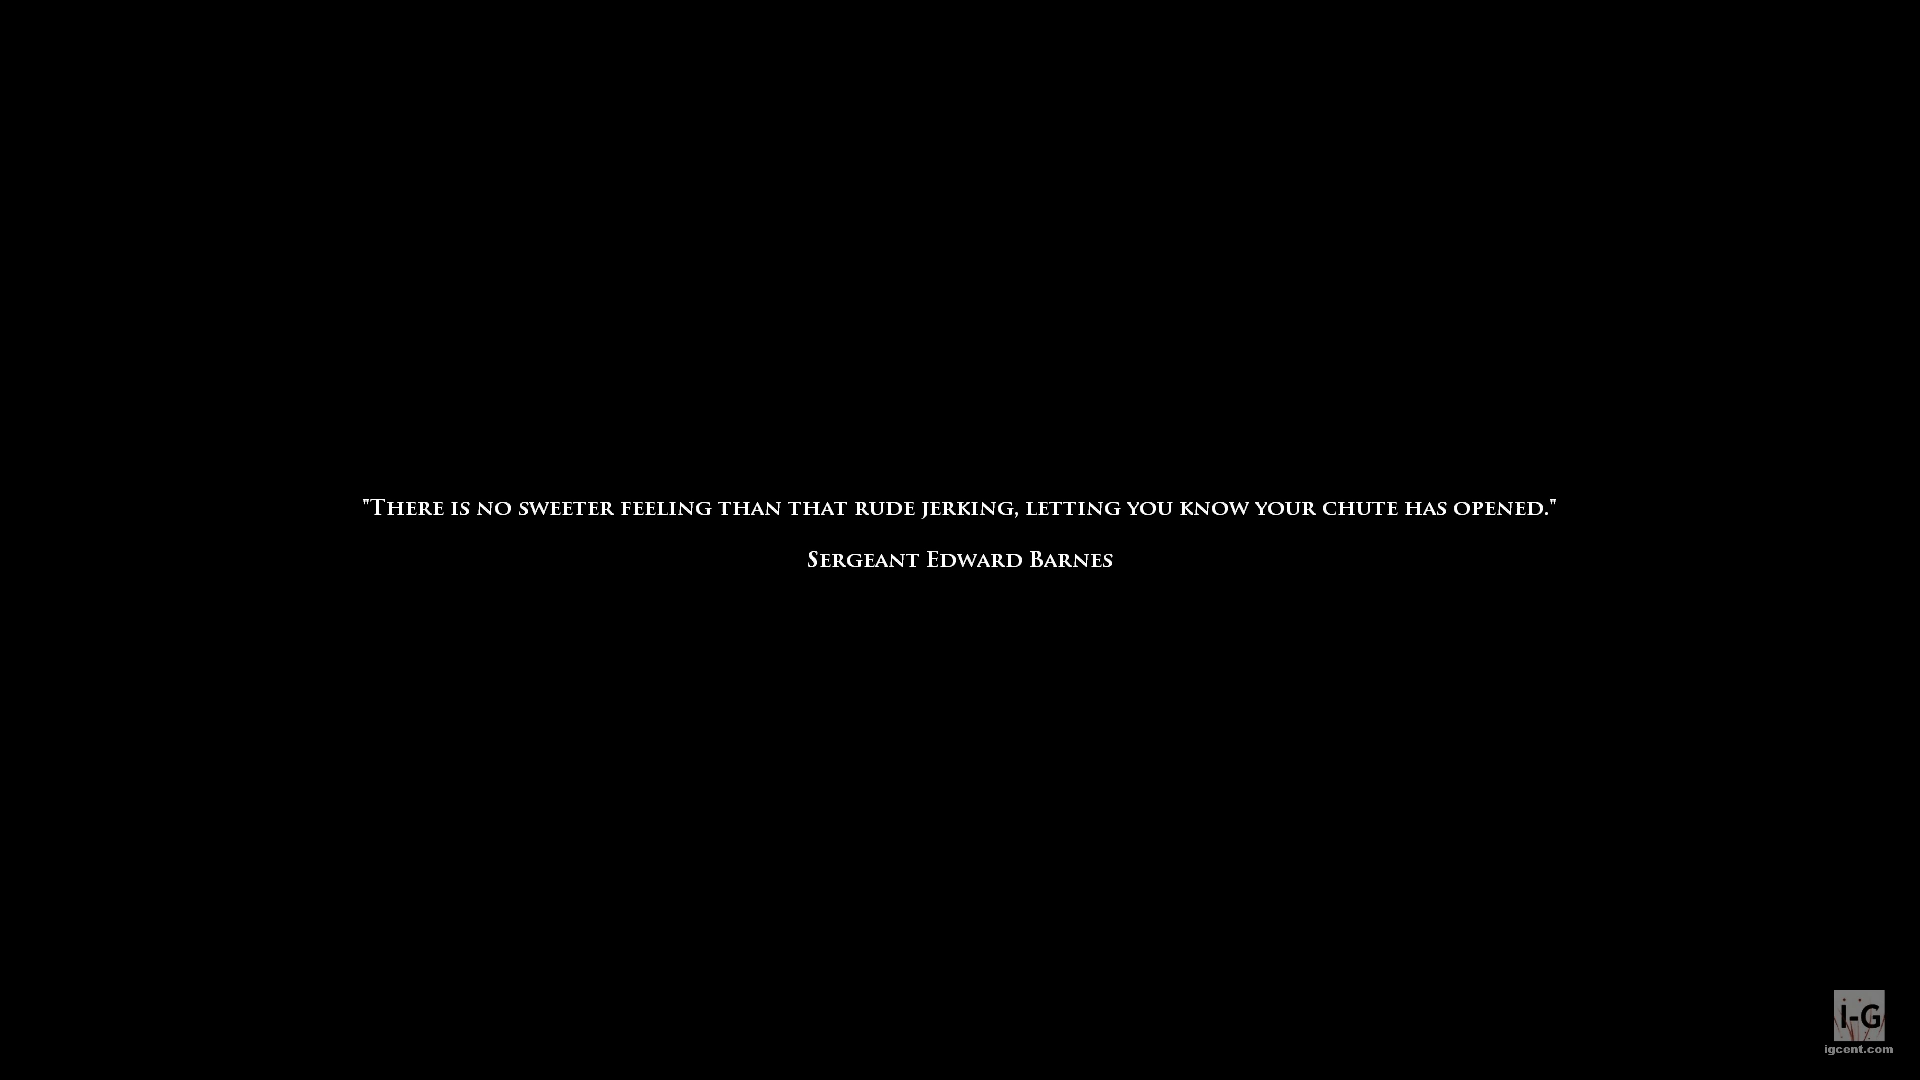 "There is no sweeter feeling than that rude jerking, letting you know your chute has opened."
Sergeant Edward Barnes
I-G
igcent.com